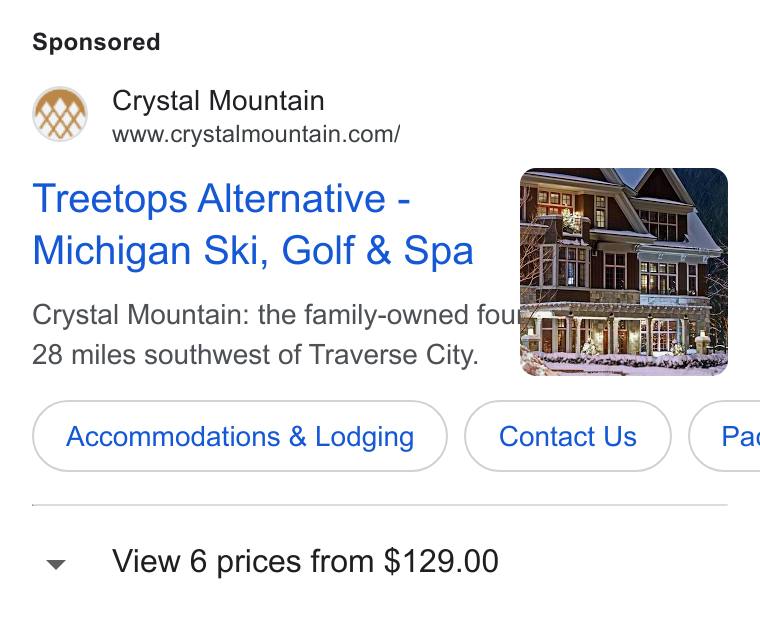 Sponsored
Crystal Mountain
www.crystalmountain.com/
Treetops Alternative -
Michigan Ski, Golf & Spa
Crystal Mountain: the family-owned
28 miles southwest of Traverse City.
Accommodations & Lodging
Contact Us
View 6 prices from $129.00